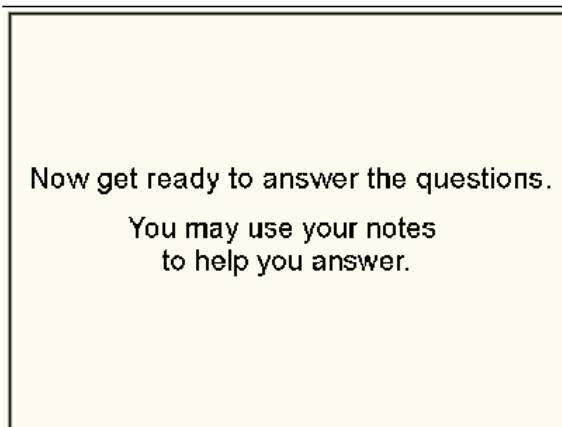 Now get ready to answer the questions.
You may use your notes
to help you answer.